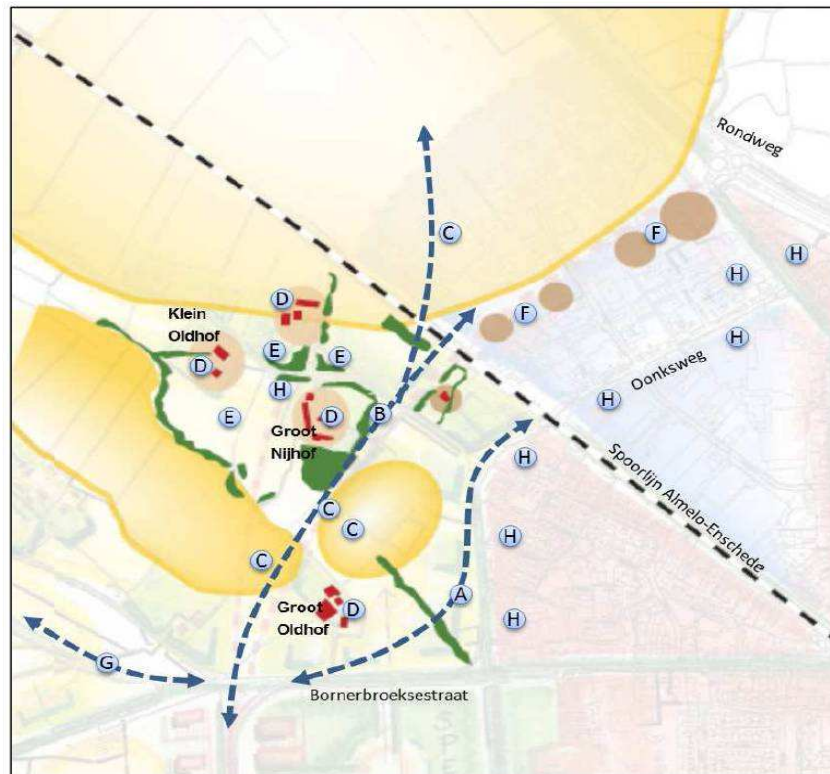 Rondweg
C
F
H
H
D
Klein
Oldhof
F
E
E
H
D
H
Oonksweg
H
E
D
B
Groot
Nijhof
H
Spoorlijn Almelo-Enschede
C
C
H
C
A
D
Groot
Oldhof
H
G
Bornerbroeksestraat